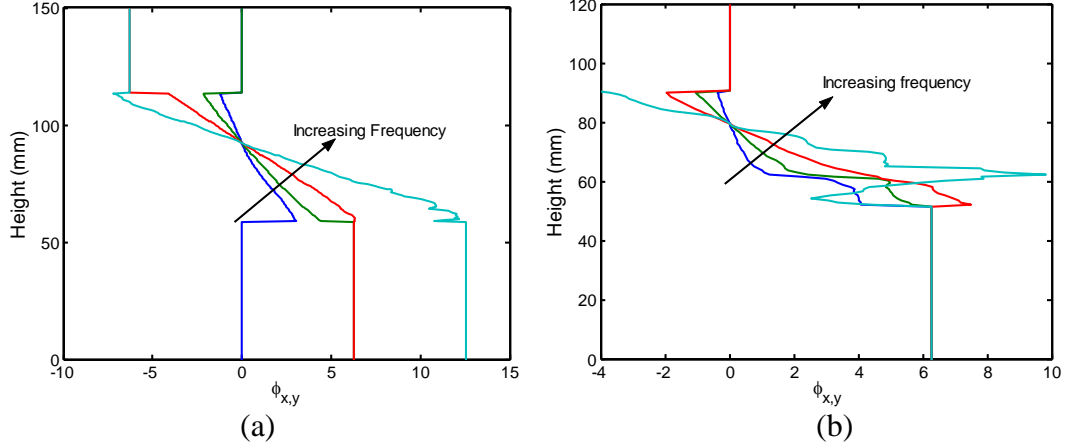 150
100
50
0
Height (mm)
Increasing Frequency
-10 -5 0 5 10 15
ϕx,y
(a)
120
100
80
60
40
20
0
Height (mm)
Increasing frequency
-4 -2 0 2 4 6 8 10
ϕx,y
(b)